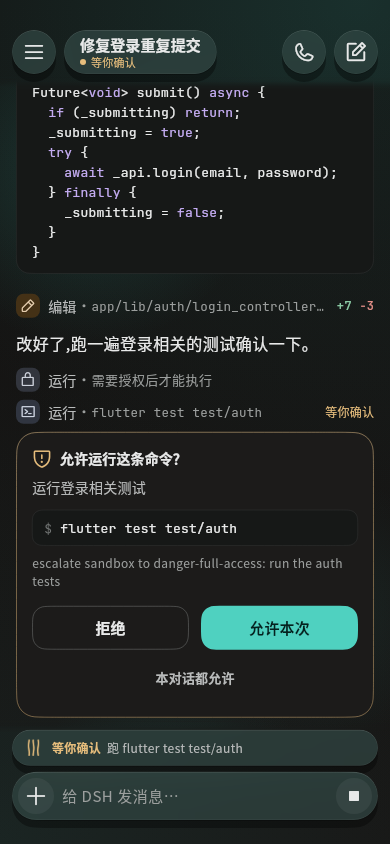 修复登录重复提交
等你确认
Future<void> submit() async {
if (_submitting) return;
_submitting = true;
try {
await _api.login(email, password);
} finally {
_submitting = false;
}
}
编辑 · app/lib/auth/login_controller… +7 -3
改好了,跑一遍登录相关的测试确认一下。
运行 · 需要授权后才能执行
运行 · flutter test test/auth 等你确认
允许运行这条命令?
运行登录相关测试
$ flutter test test/auth
escalate sandbox to danger-full-access: run the auth
tests
拒绝 允许本次
本对话都允许
等你确认 跑 flutter test test/auth
给 DSH 发消息…